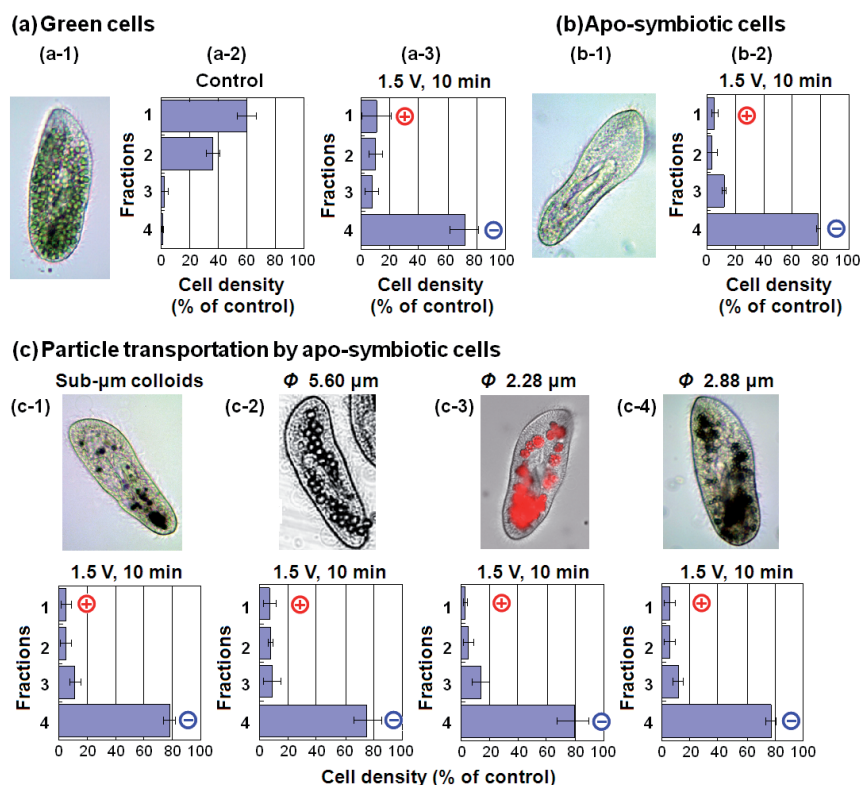 (a) Green cells
(b) Apo-symbiotic cells
(a-1)
(a-2)
(a-3)
(b-1)
(b-2)
Control
1.5 V, 10 min
1.5 V, 10 min
Fractions
1
2
3
4
0 20 40 60 80 100
Cell density
(% of control)
Fractions
1 +
2
3
4 −
0 20 40 60 80 100
Cell density
(% of control)
Fractions
1 +
2
3
4 −
0 20 40 60 80 100
Cell density
(% of control)
(c) Particle transportation by apo-symbiotic cells
Sub-μm colloids
Φ 5.60 μm
Φ 2.28 μm
Φ 2.88 μm
(c-1)
(c-2)
(c-3)
(c-4)
1.5 V, 10 min
1.5 V, 10 min
1.5 V, 10 min
1.5 V, 10 min
Fractions
1 +
2
3
4 −
0 20 40 60 80 100
Fractions
1 +
2
3
4 −
0 20 40 60 80 100
Fractions
1 +
2
3
4 −
0 20 40 60 80 100
Fractions
1 +
2
3
4 −
0 20 40 60 80 100
Cell density (% of control)